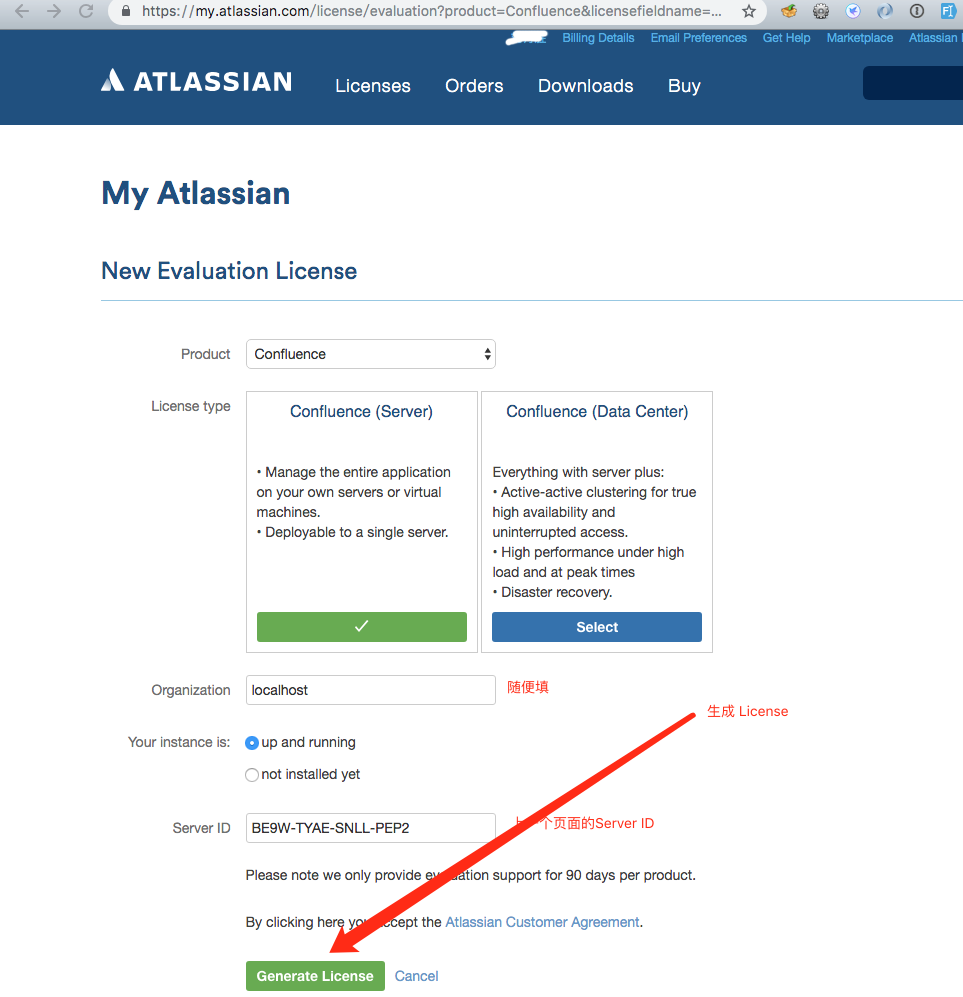 https://my.atlassian.com/license/evaluation?product=Confluence&licensefieldname=...
Billing Details Email Preferences Get Help Marketplace Atlassian
ATLASSIAN Licenses Orders Downloads Buy
My Atlassian
New Evaluation License
Product Confluence
License type
Confluence (Server)
• Manage the entire application
on your own servers or virtual
machines.
• Deployable to a single server.
Confluence (Data Center)
Everything with server plus:
• Active-active clustering for true
high availability and
uninterrupted access.
• High performance under high
load and at peak times
• Disaster recovery.
Select
Organization localhost 随便填
生成 License
Your instance is: up and running
not installed yet
Server ID BE9W-TYAE-SNLL-PEP2 个页面的Server ID
Please note we only provide evaluation support for 90 days per product.
By clicking here you accept the Atlassian Customer Agreement.
Generate License Cancel